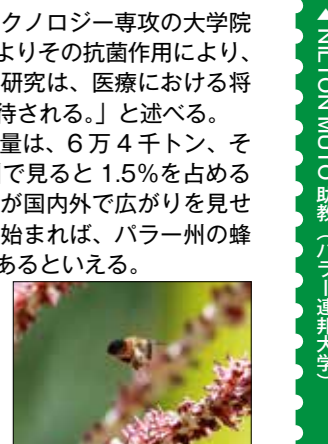 クノロジー専攻の大学院
よりその抗菌作用により、
研究は、医療における将
待される。」と述べる。
量は、6万4千トン、そ
で見ると1.5%を占める
が国内外で広がりを見せ
始まれば、パラー州の蜂
あるといえる。
▲NILTON MUTO 助教（パラー連邦大学）